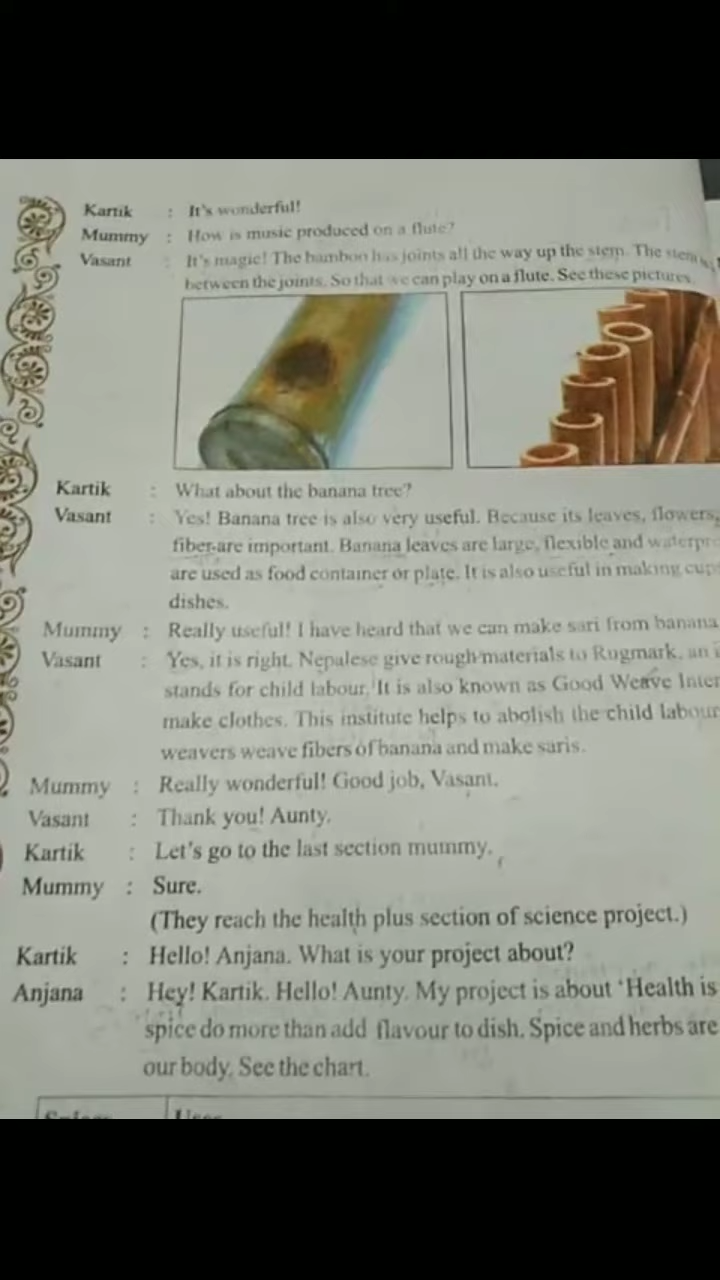 Kartik : It's wonderful!
Mummy : How is music produced on a flute?
Vasant : It's magic! The bamboo has joints all the way up the stem. The stem
between the joints. So that we can play on a flute. See these pictures.
Kartik : What about the banana tree?
Vasant : Yes! Banana tree is also very useful. Because its leaves, flowers,
fiber are important. Banana leaves are large, flexible and waterpr
are used as food container or plate. It is also useful in making cup
dishes.
Mummy : Really useful! I have heard that we can make sari from banana
Vasant : Yes, it is right. Nepalese give rough materials to Rugmark, an i
stands for child labour. It is also known as Good Weave Inter
make clothes. This institute helps to abolish the child labour
weavers weave fibers of banana and make saris.
Mummy : Really wonderful! Good job, Vasant.
Vasant : Thank you! Aunty.
Kartik : Let's go to the last section mummy.
Mummy : Sure.
(They reach the health plus section of science project.)
Kartik : Hello! Anjana. What is your project about?
Anjana : Hey! Kartik. Hello! Aunty. My project is about 'Health is
spice do more than add flavour to dish. Spice and herbs are
our body. See the chart.